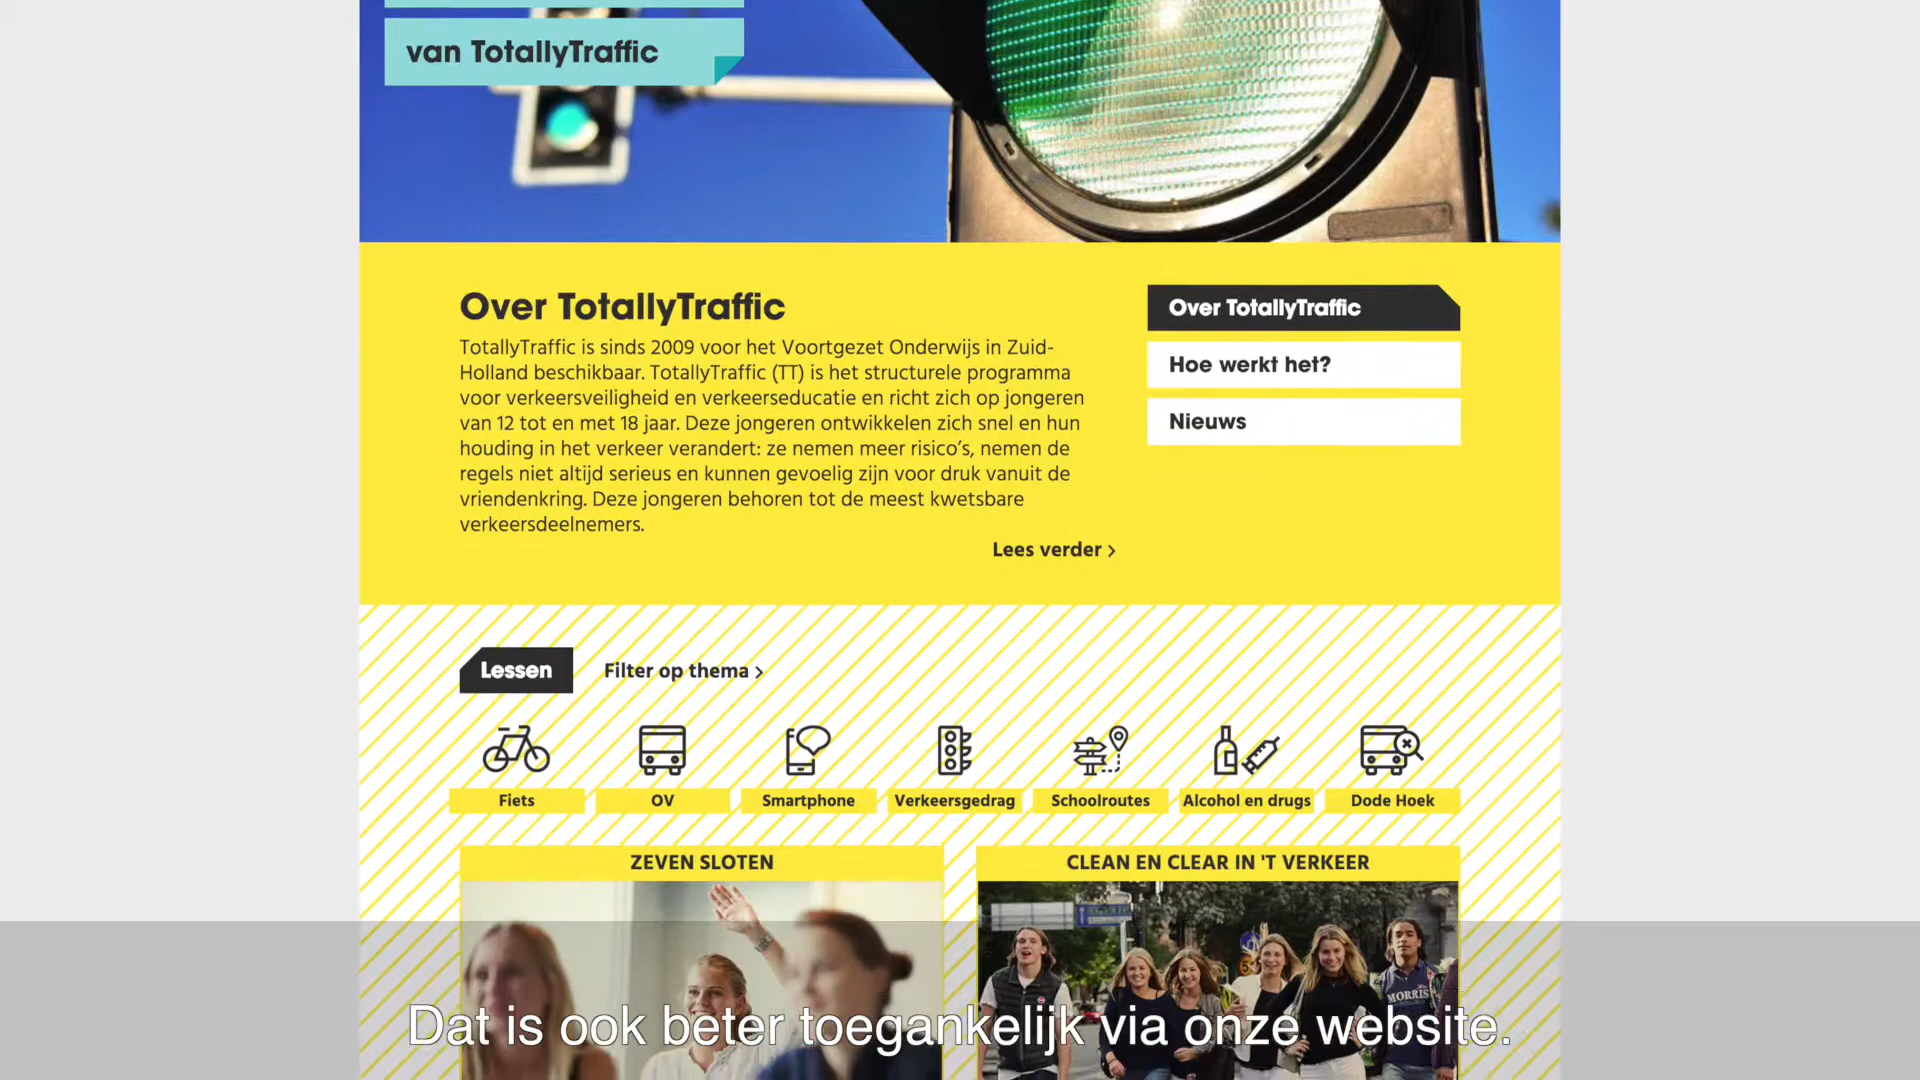 van TotallyTraffic
Over TotallyTraffic
TotallyTraffic is sinds 2009 voor het Voortgezet Onderwijs in Zuid-
Holland beschikbaar. TotallyTraffic (TT) is het structurele programma
voor verkeersveiligheid en verkeerseducatie en richt zich op jongeren
van 12 tot en met 18 jaar. Deze jongeren ontwikkelen zich snel en hun
houding in het verkeer verandert: ze nemen meer risico’s, nemen de
regels niet altijd serieus en kunnen gevoelig zijn voor druk vanuit de
vriendenkring. Deze jongeren behoren tot de meest kwetsbare
verkeersdeelnemers.
Lees verder >
Over TotallyTraffic
Hoe werkt het?
Nieuws
Lessen
Filter op thema >
Fiets
OV
Smartphone
Verkeersgedrag
Schoolroutes
Alcohol en drugs
Dode Hoek
ZEVEN SLOTEN
CLEAN EN CLEAR IN 'T VERKEER
MORRIS
Dat is ook beter toegankelijk via onze website.